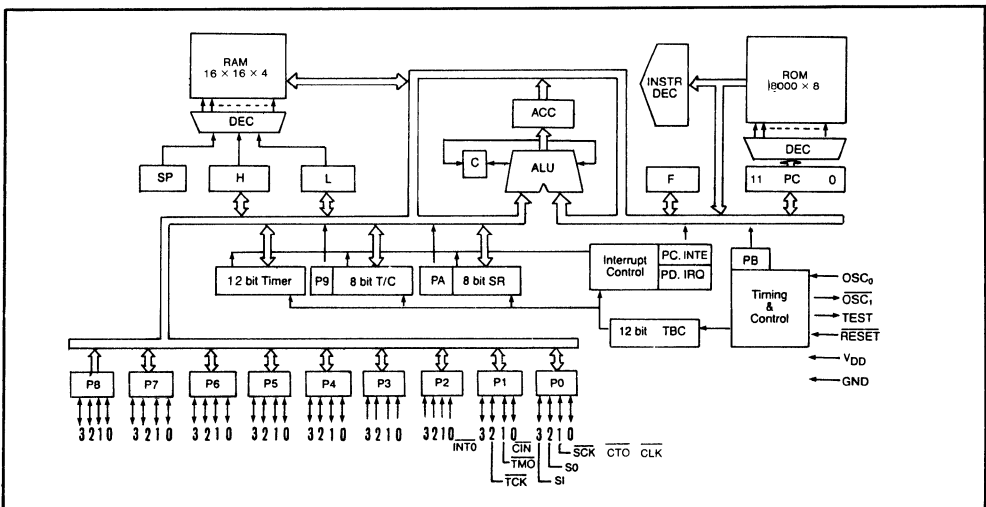 RAM
16 × 16 × 4
DEC
SP
H
L
ACC
C
ALU
INSTR
DEC
ROM
8000 × 8
DEC
11 PC 0
F
12 bit Timer
P9
8 bit T/C
PA
8 bit SR
Interrupt
Control
PC. INTE
PD. IRQ
PB
Timing
&
Control
12 bit TBC
OSC₀
OSC₁
TEST
RESET
V_DD
GND
P8
P7
P6
P5
P4
P3
P2
P1
P0
3210
3210
3210
3210
3210
3210
3210
3210
3210
INT0
CIN
TMO
TCK
SCK CTO CLK
S0
SI